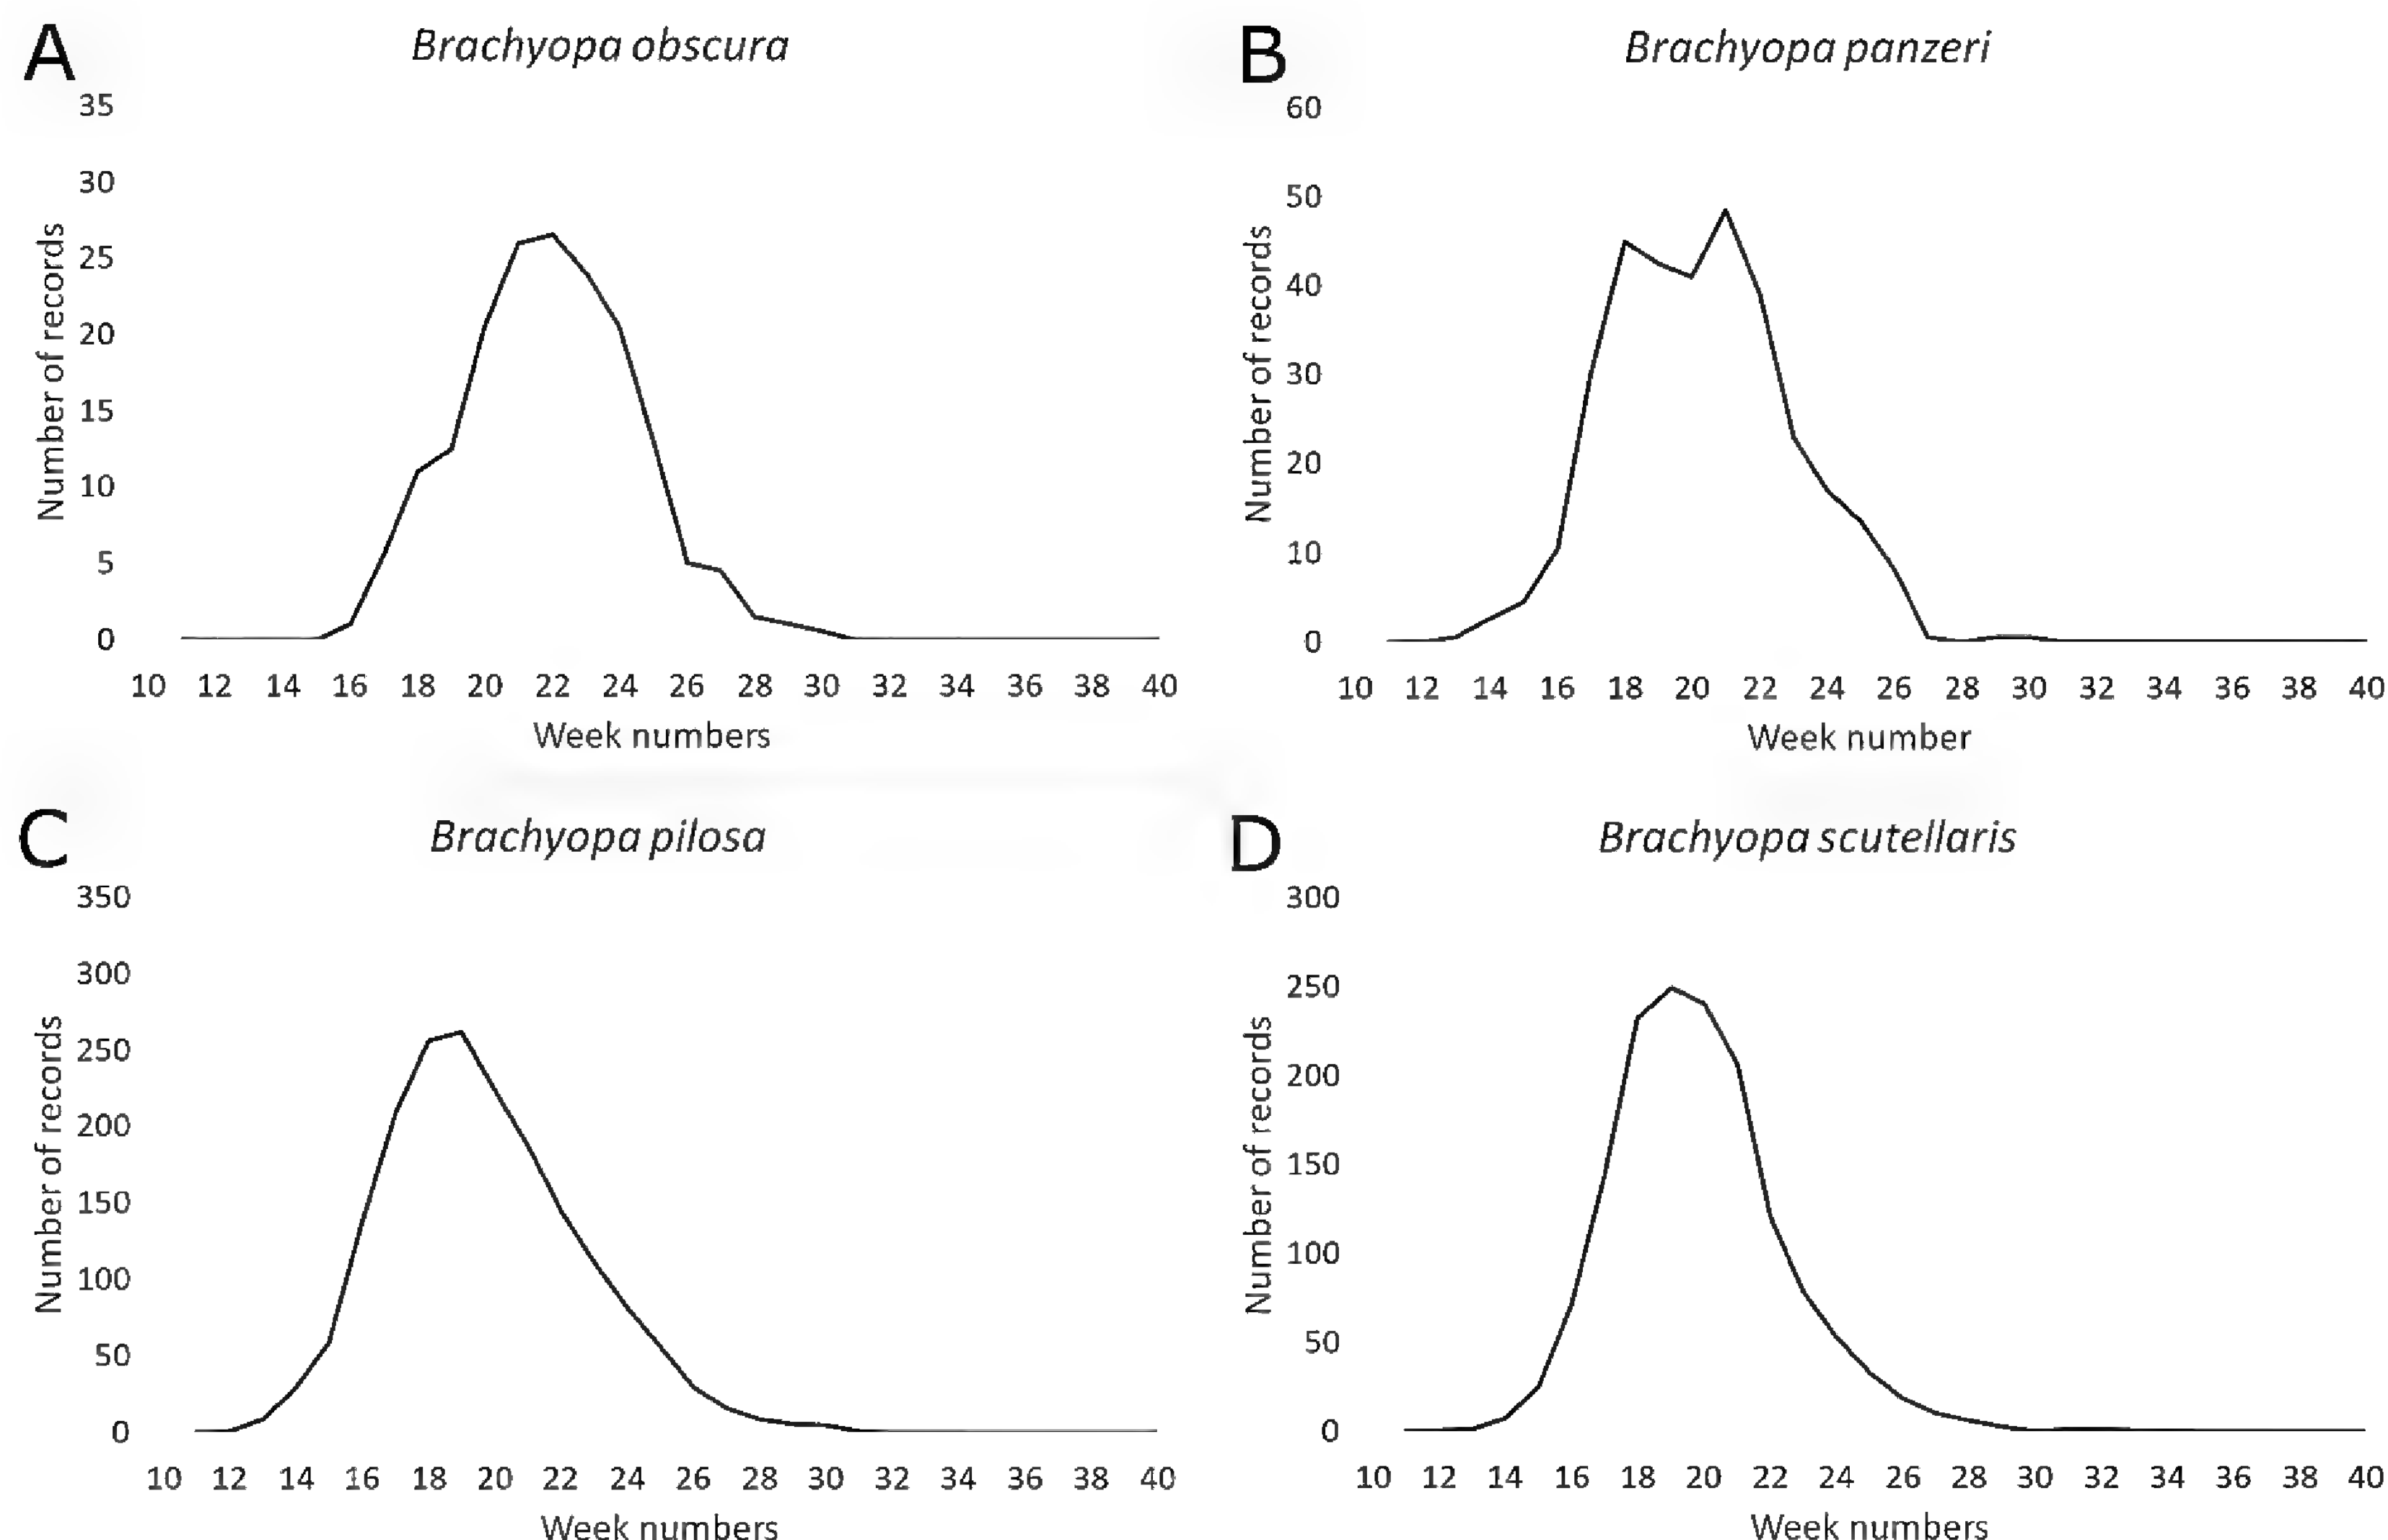 A
Brachyopa obscura
35
30
25
20
15
10
5
0
Number of records
10 12 14 16 18 20 22 24 26 28 30 32 34 36 38 40
Week numbers
B
Brachyopa panzeri
60
50
40
30
20
10
0
Number of records
10 12 14 16 18 20 22 24 26 28 30 32 34 36 38 40
Week number
C
Brachyopa pilosa
350
300
250
200
150
100
50
0
Number of records
10 12 14 16 18 20 22 24 26 28 30 32 34 36 38 40
Week numbers
D
Brachyopa scutellaris
300
250
200
150
100
50
0
Number of records
10 12 14 16 18 20 22 24 26 28 30 32 34 36 38 40
Week numbers